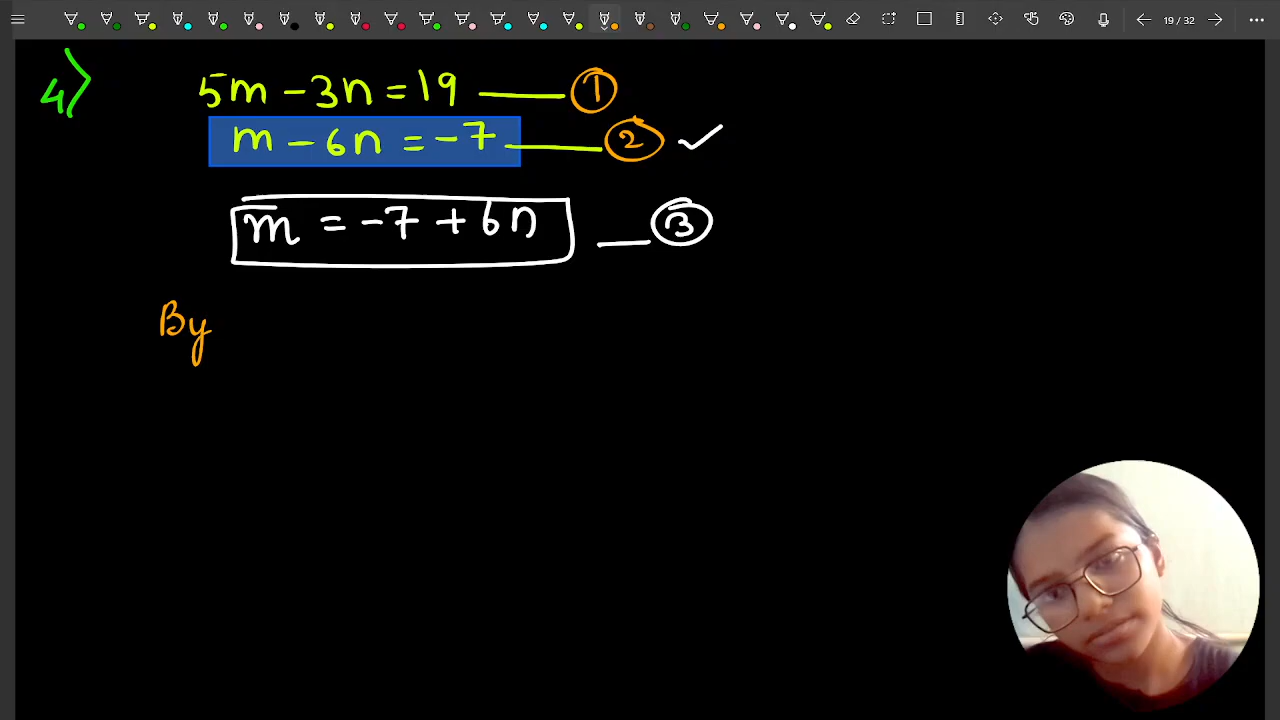 19 / 32
4) 5m - 3n = 19 —— ①
m - 6n = -7 —— ② ✓
m = -7 + 6n — ③
By